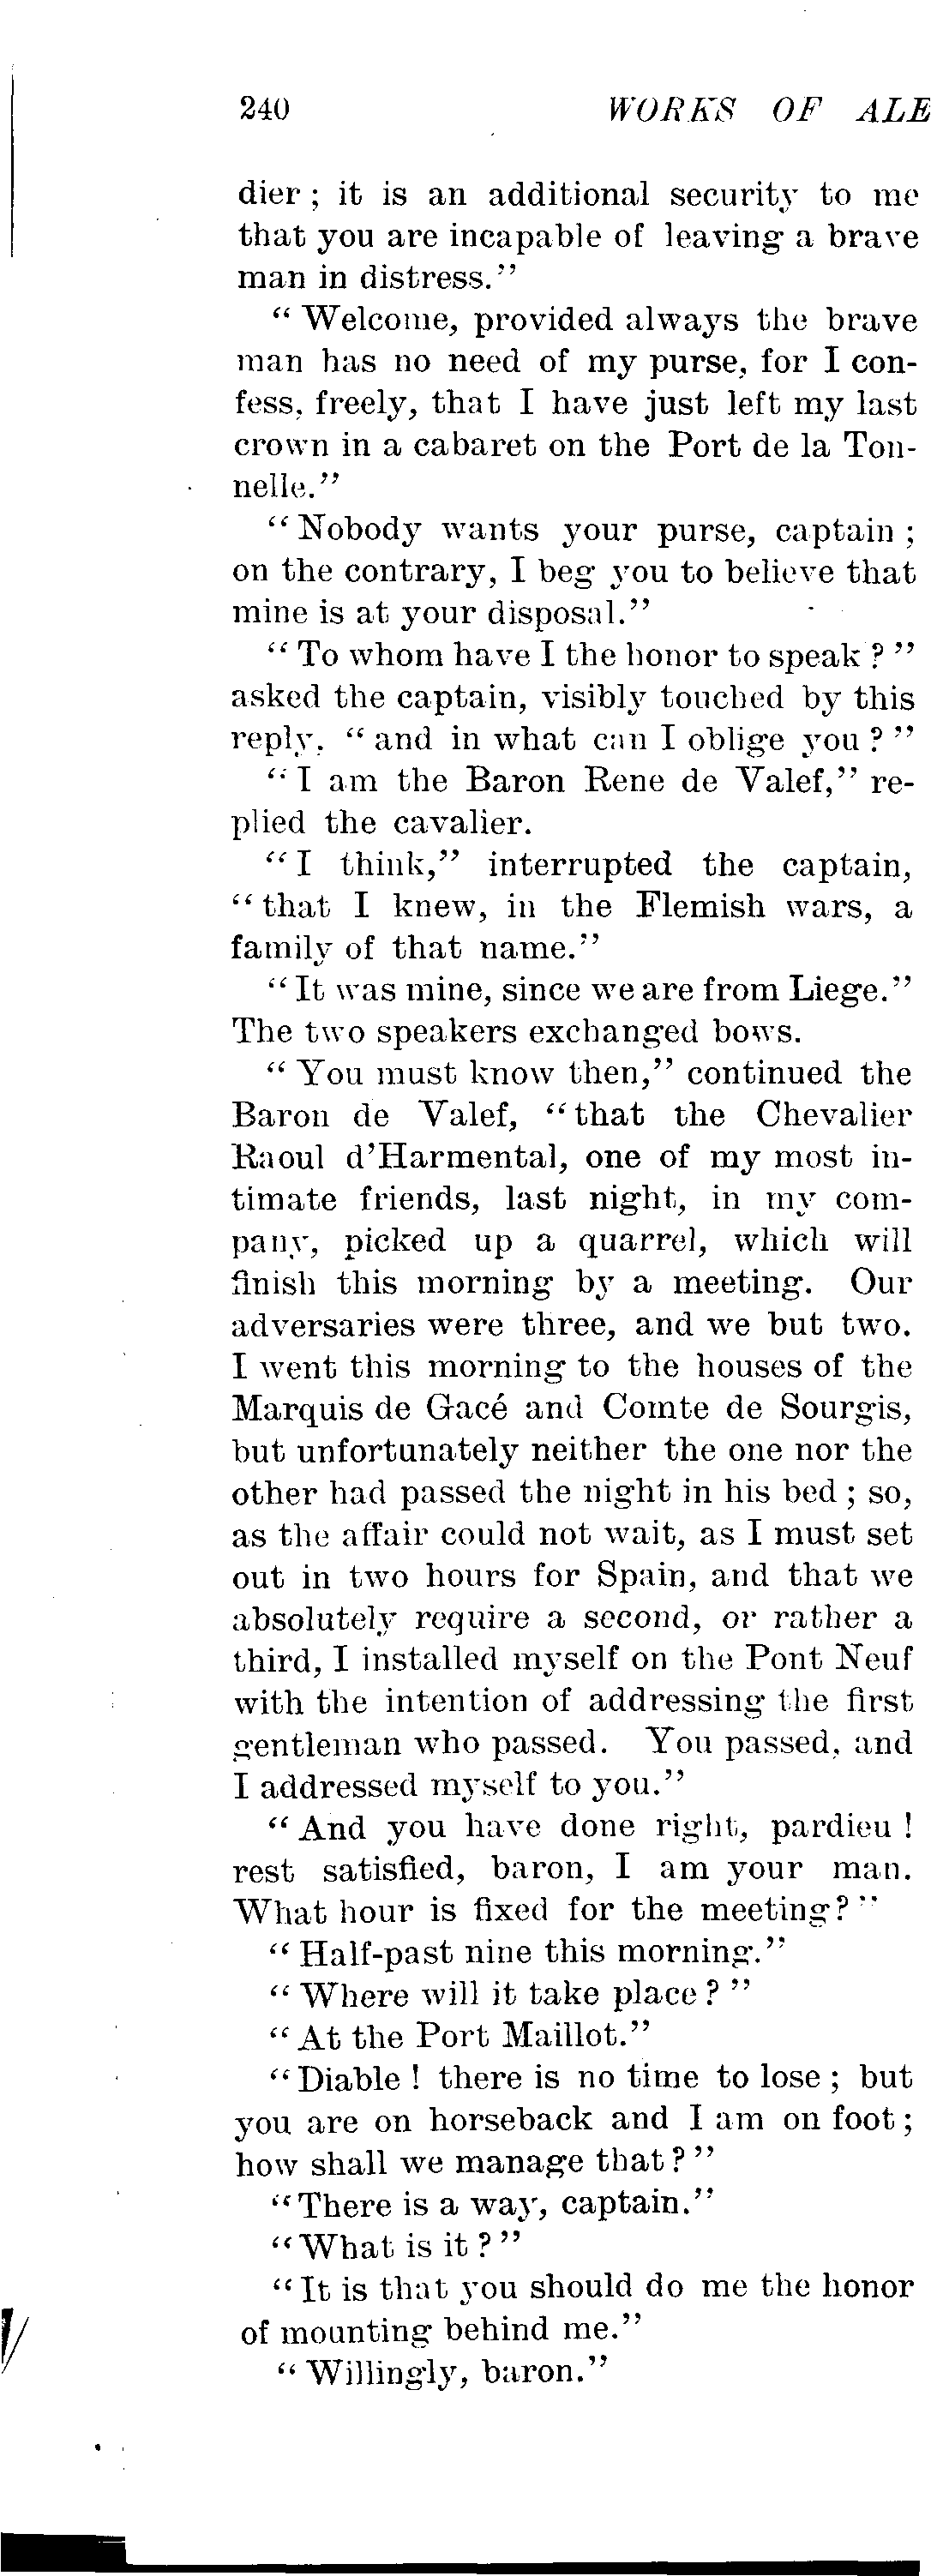 240 WORKS OF ALE
dier ; it is an additional security to me
that you are incapable of leaving a brave
man in distress."
" Welcome, provided always the brave
man has no need of my purse, for I con-
fess, freely, that I have just left my last
crown in a cabaret on the Port de la Ton-
nelle."
" Nobody wants your purse, captain ;
on the contrary, I beg you to believe that
mine is at your disposal."
" To whom have I the honor to speak ? "
asked the captain, visibly touched by this
reply, " and in what can I oblige you ? "
" I am the Baron Rene de Valef," re-
plied the cavalier.
" I think," interrupted the captain,
" that I knew, in the Flemish wars, a
family of that name."
" It was mine, since we are from Liege."
The two speakers exchanged bows.
" You must know then," continued the
Baron de Valef, " that the Chevalier
Raoul d'Harmental, one of my most in-
timate friends, last night, in my com-
pany, picked up a quarrel, which will
finish this morning by a meeting. Our
adversaries were three, and we but two.
I went this morning to the houses of the
Marquis de Gacé and Comte de Sourgis,
but unfortunately neither the one nor the
other had passed the night in his bed ; so,
as the affair could not wait, as I must set
out in two hours for Spain, and that we
absolutely require a second, or rather a
third, I installed myself on the Pont Neuf
with the intention of addressing the first
gentleman who passed. You passed, and
I addressed myself to you."
" And you have done right, pardieu !
rest satisfied, baron, I am your man.
What hour is fixed for the meeting ? "
" Half-past nine this morning."
" Where will it take place ? "
" At the Port Maillot."
" Diable ! there is no time to lose ; but
you are on horseback and I am on foot ;
how shall we manage that ? "
" There is a way, captain."
" What is it ? "
" It is that you should do me the honor
of mounting behind me."
" Willingly, baron."